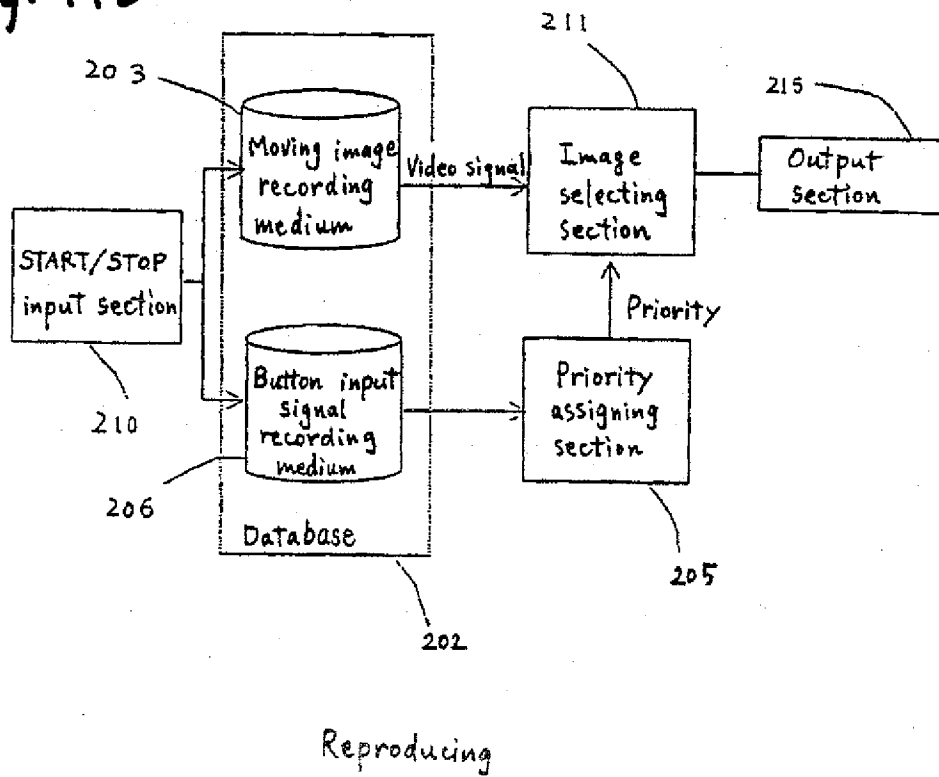 211
203
215
Moving image
recording
medium
Video signal
Image
selecting
section
Output
section
START/STOP
input section
Priority
Button input
signal
recording
medium
Priority
assigning
section
210
206
Database
205
202
Reproducing